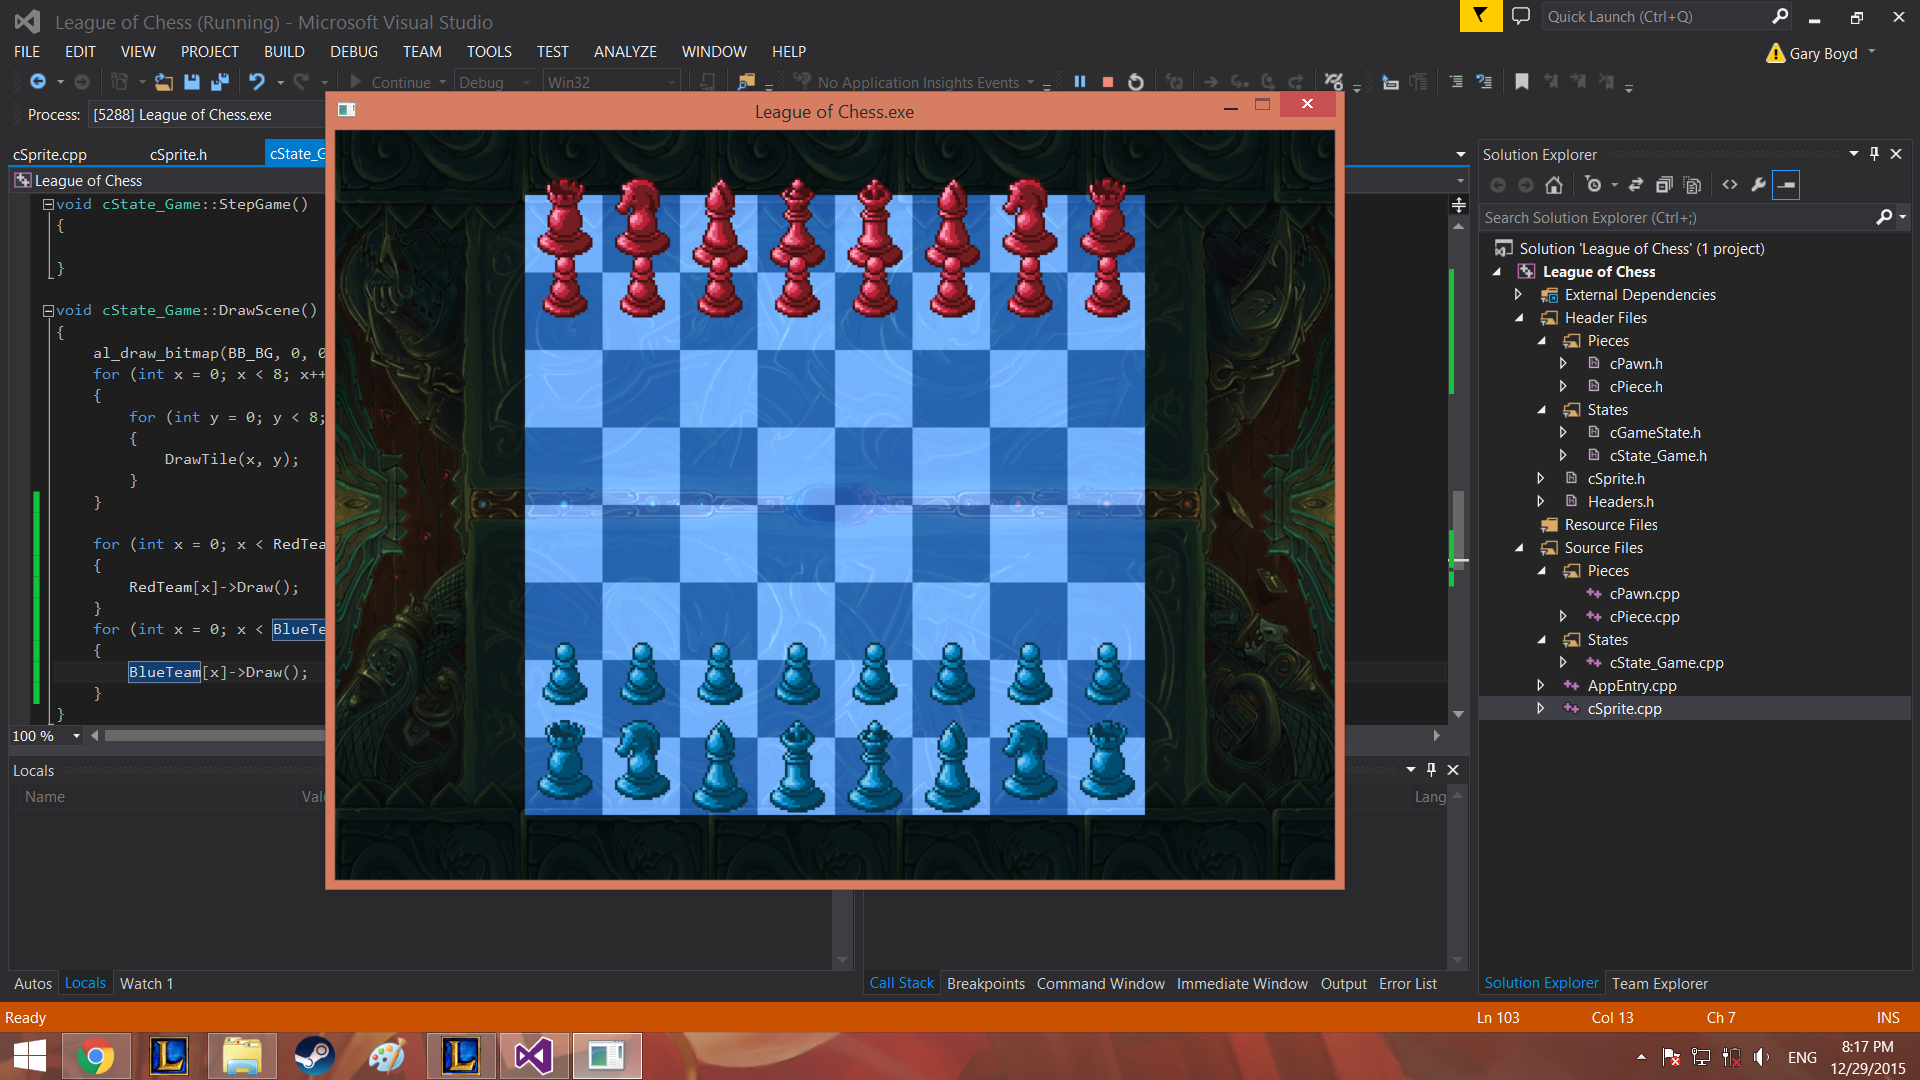 League of Chess (Running) - Microsoft Visual Studio
Quick Launch (Ctrl+Q)
FILE EDIT VIEW PROJECT BUILD DEBUG TEAM TOOLS TEST ANALYZE WINDOW HELP
Gary Boyd
Continue Debug Win32 No Application Insights Events
Process: [5288] League of Chess.exe
League of Chess.exe
cSprite.cpp cSprite.h cState_G
League of Chess
void cState_Game::StepGame()
{
}
void cState_Game::DrawScene()
{
al_draw_bitmap(BB_BG, 0, 0
for (int x = 0; x < 8; x++
{
for (int y = 0; y < 8;
{
DrawTile(x, y);
}
}
for (int x = 0; x < RedTea
{
RedTeam[x]->Draw();
}
for (int x = 0; x < BlueTe
{
BlueTeam[x]->Draw();
}
}
100 %
Locals
Name Valu
Lang
Autos Locals Watch 1
Call Stack Breakpoints Command Window Immediate Window Output Error List
Solution Explorer
Search Solution Explorer (Ctrl+;)
Solution 'League of Chess' (1 project)
League of Chess
External Dependencies
Header Files
Pieces
cPawn.h
cPiece.h
States
cGameState.h
cState_Game.h
cSprite.h
Headers.h
Resource Files
Source Files
Pieces
cPawn.cpp
cPiece.cpp
States
cState_Game.cpp
AppEntry.cpp
cSprite.cpp
Solution Explorer Team Explorer
Ready
Ln 103 Col 13 Ch 7 INS
L
L
ENG
8:17 PM
12/29/2015